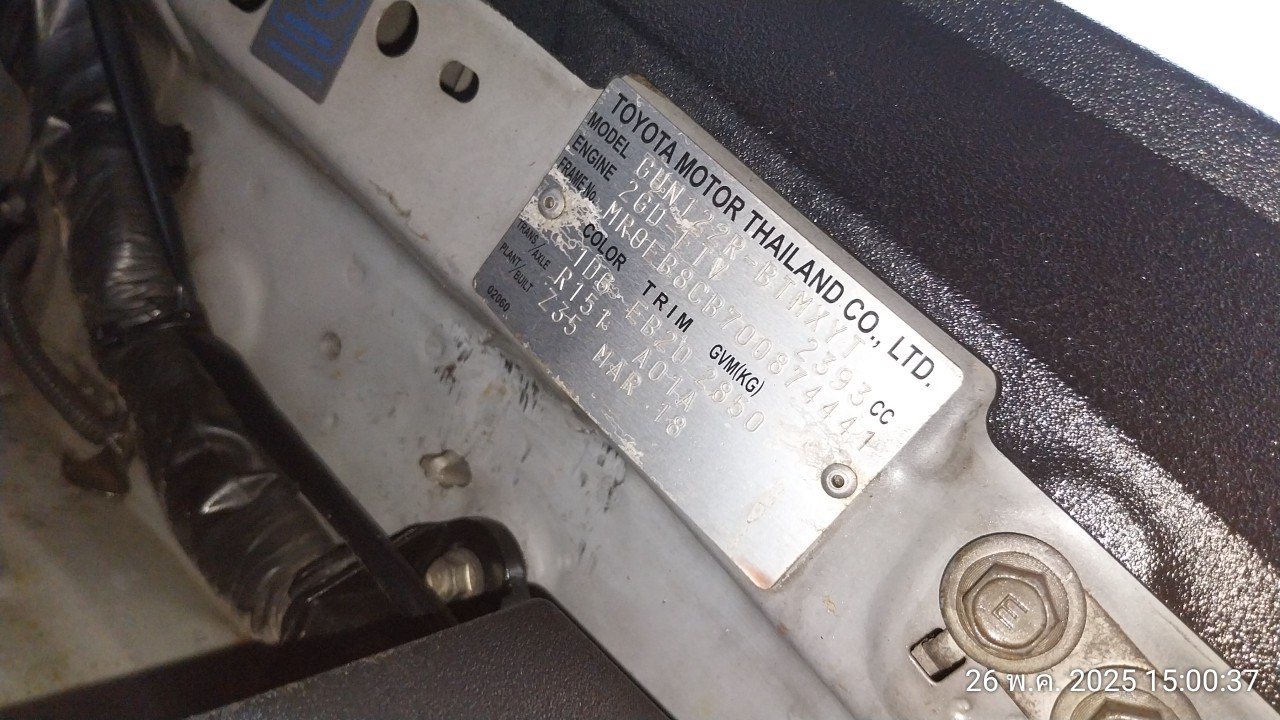 TOYOTA MOTOR THAILAND CO., LTD.
MODEL GUN122R-BTMXYT
ENGINE 2GD-FTV 2393 CC
FRAME No. MR0EB8CB700874441
COLOR TRIM GVM(KG)
1D6 EB20 2850
TRANS/AXLE R151 A01A
PLANT/BUILT Z35 MAR 18
02060
E
26 พ.ค. 2025 15:00:37